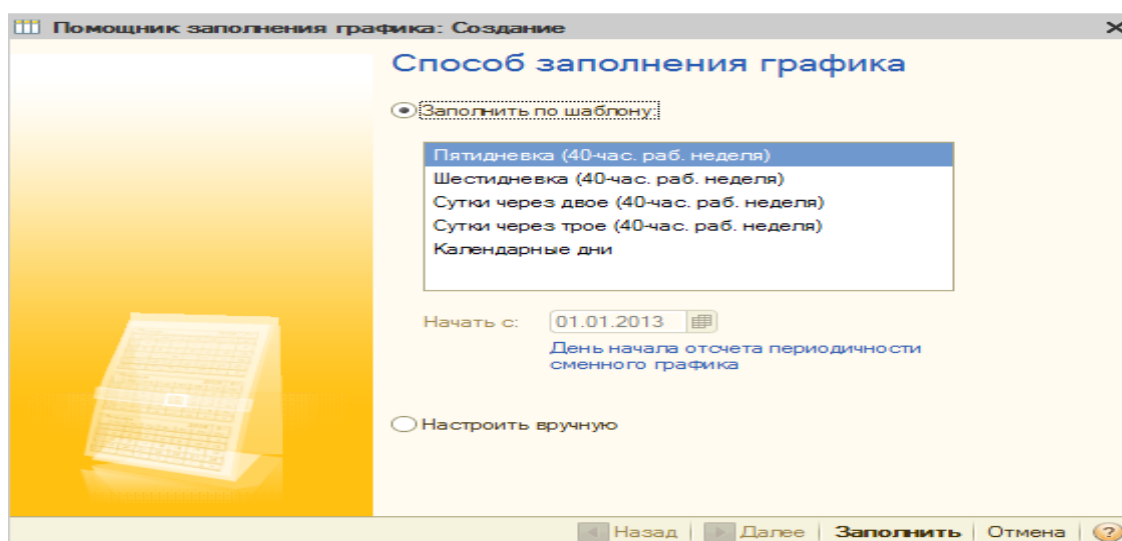 Помощник заполнения графика: Создание
Способ заполнения графика
Заполнить по шаблону:
Пятидневка (40-час. раб. неделя)
Шестидневка (40-час. раб. неделя)
Сутки через двое (40-час. раб. неделя)
Сутки через трое (40-час. раб. неделя)
Календарные дни
Начать с: 01.01.2013
День начала отсчета периодичности
сменного графика
Настроить вручную
Назад Далее Заполнить Отмена ?